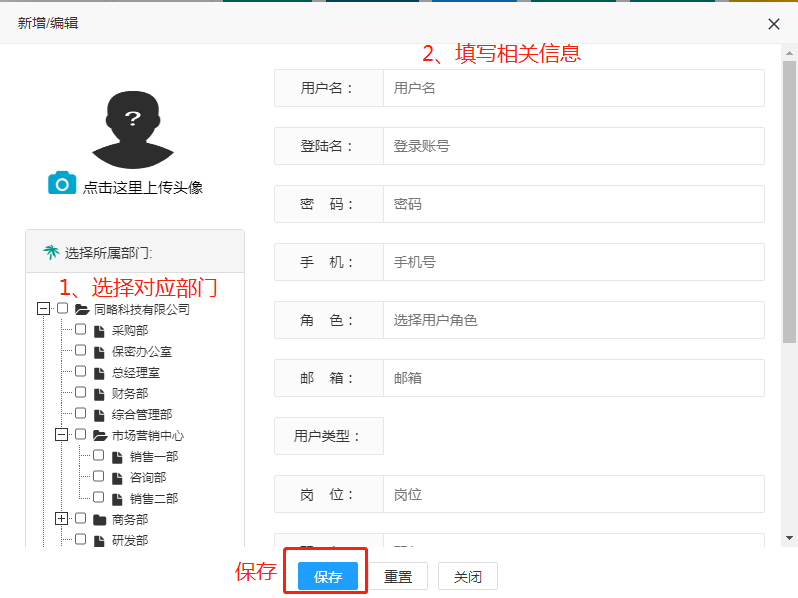 新增/编辑
2、填写相关信息
点击这里上传头像
选择所属部门:
1、选择对应部门
同略科技有限公司
采购部
保密办公室
总经理室
财务部
综合管理部
市场营销中心
销售一部
咨询部
销售二部
商务部
研发部
用户名： 用户名
登陆名： 登录账号
密 码： 密码
手 机： 手机号
角 色： 选择用户角色
邮 箱： 邮箱
用户类型：
岗 位： 岗位
保存 保存 重置 关闭